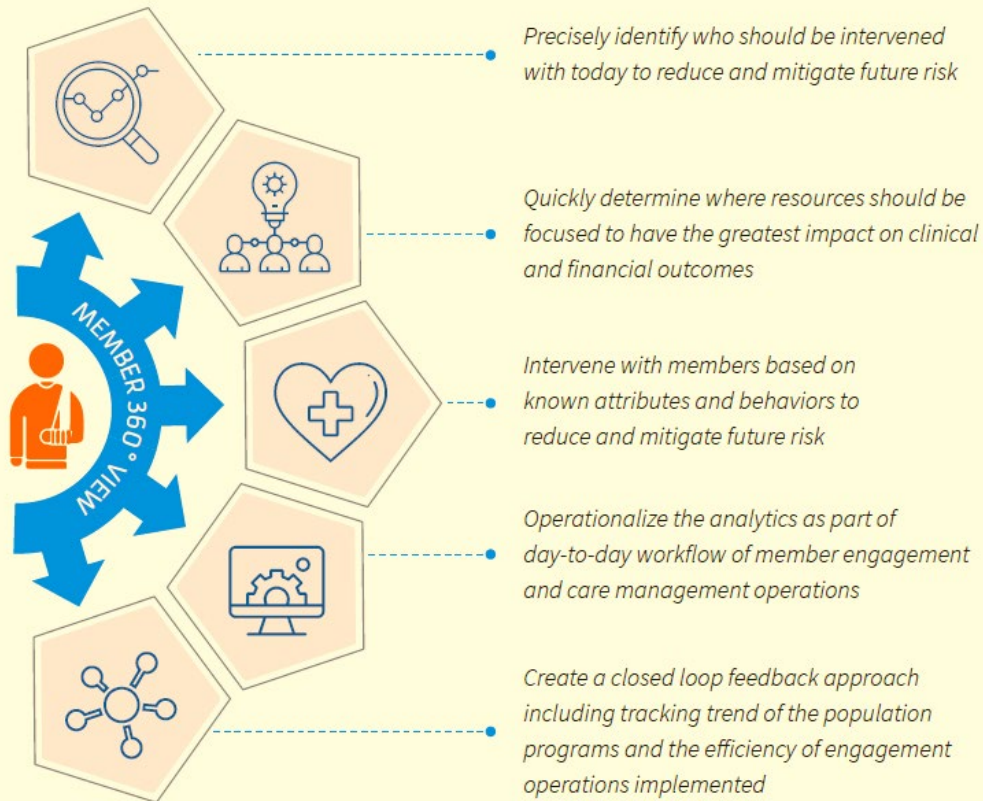 Precisely identify who should be intervened
with today to reduce and mitigate future risk
Quickly determine where resources should be
focused to have the greatest impact on clinical
and financial outcomes
MEMBER 360° VIEW
Intervene with members based on
known attributes and behaviors to
reduce and mitigate future risk
Operationalize the analytics as part of
day-to-day workflow of member engagement
and care management operations
Create a closed loop feedback approach
including tracking trend of the population
programs and the efficiency of engagement
operations implemented